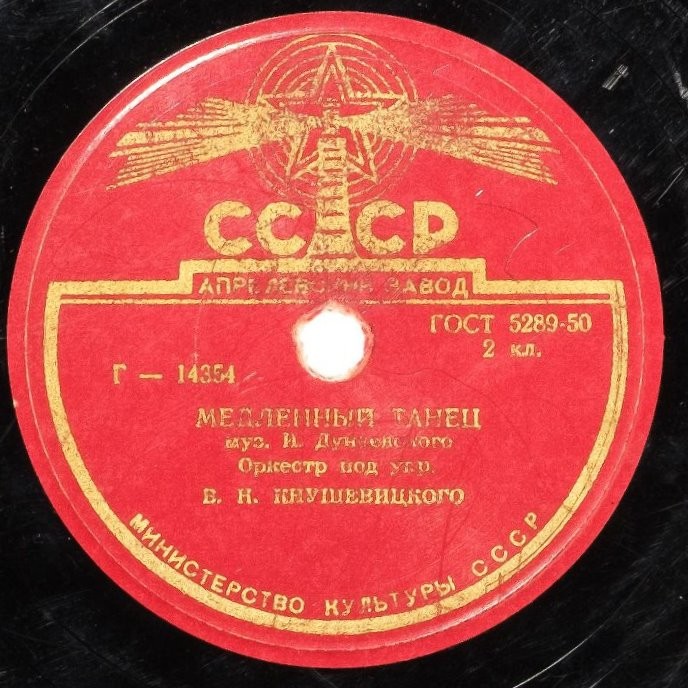 СССР
АПРЕЛЕВСКИЙ ЗАВОД
ГОСТ 5289-50
2 кл.
Г — 14354
МЕДЛЕННЫЙ ТАНЕЦ
муз. И. Дунаевского
Оркестр под упр.
В. Н. КНУШЕВИЦКОГО
МИНИСТЕРСТВО КУЛЬТУРЫ СССР